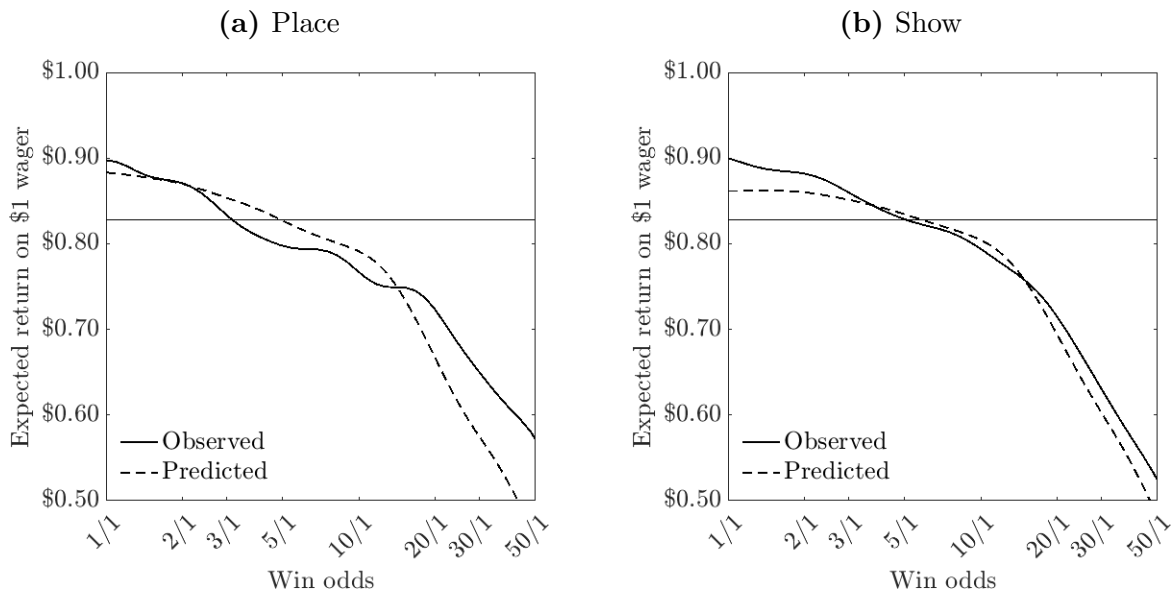 (a) Place
$1.00
$0.90
$0.80
$0.70
$0.60
$0.50
Expected return on $1 wager
Observed
Predicted
1/1
2/1
3/1
5/1
10/1
20/1
30/1
50/1
Win odds
(b) Show
$1.00
$0.90
$0.80
$0.70
$0.60
$0.50
Expected return on $1 wager
Observed
Predicted
1/1
2/1
3/1
5/1
10/1
20/1
30/1
50/1
Win odds